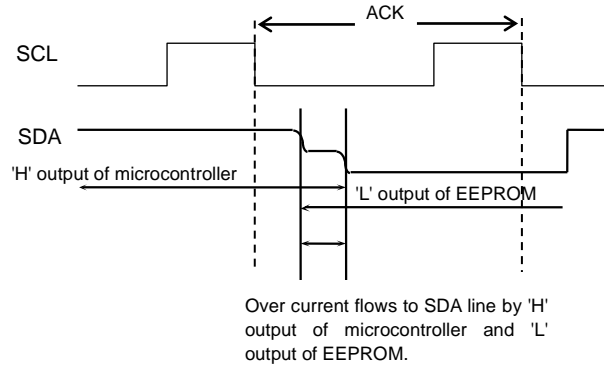 ACK
SCL
SDA
'H' output of microcontroller
'L' output of EEPROM
Over current flows to SDA line by 'H'
output of microcontroller and 'L'
output of EEPROM.